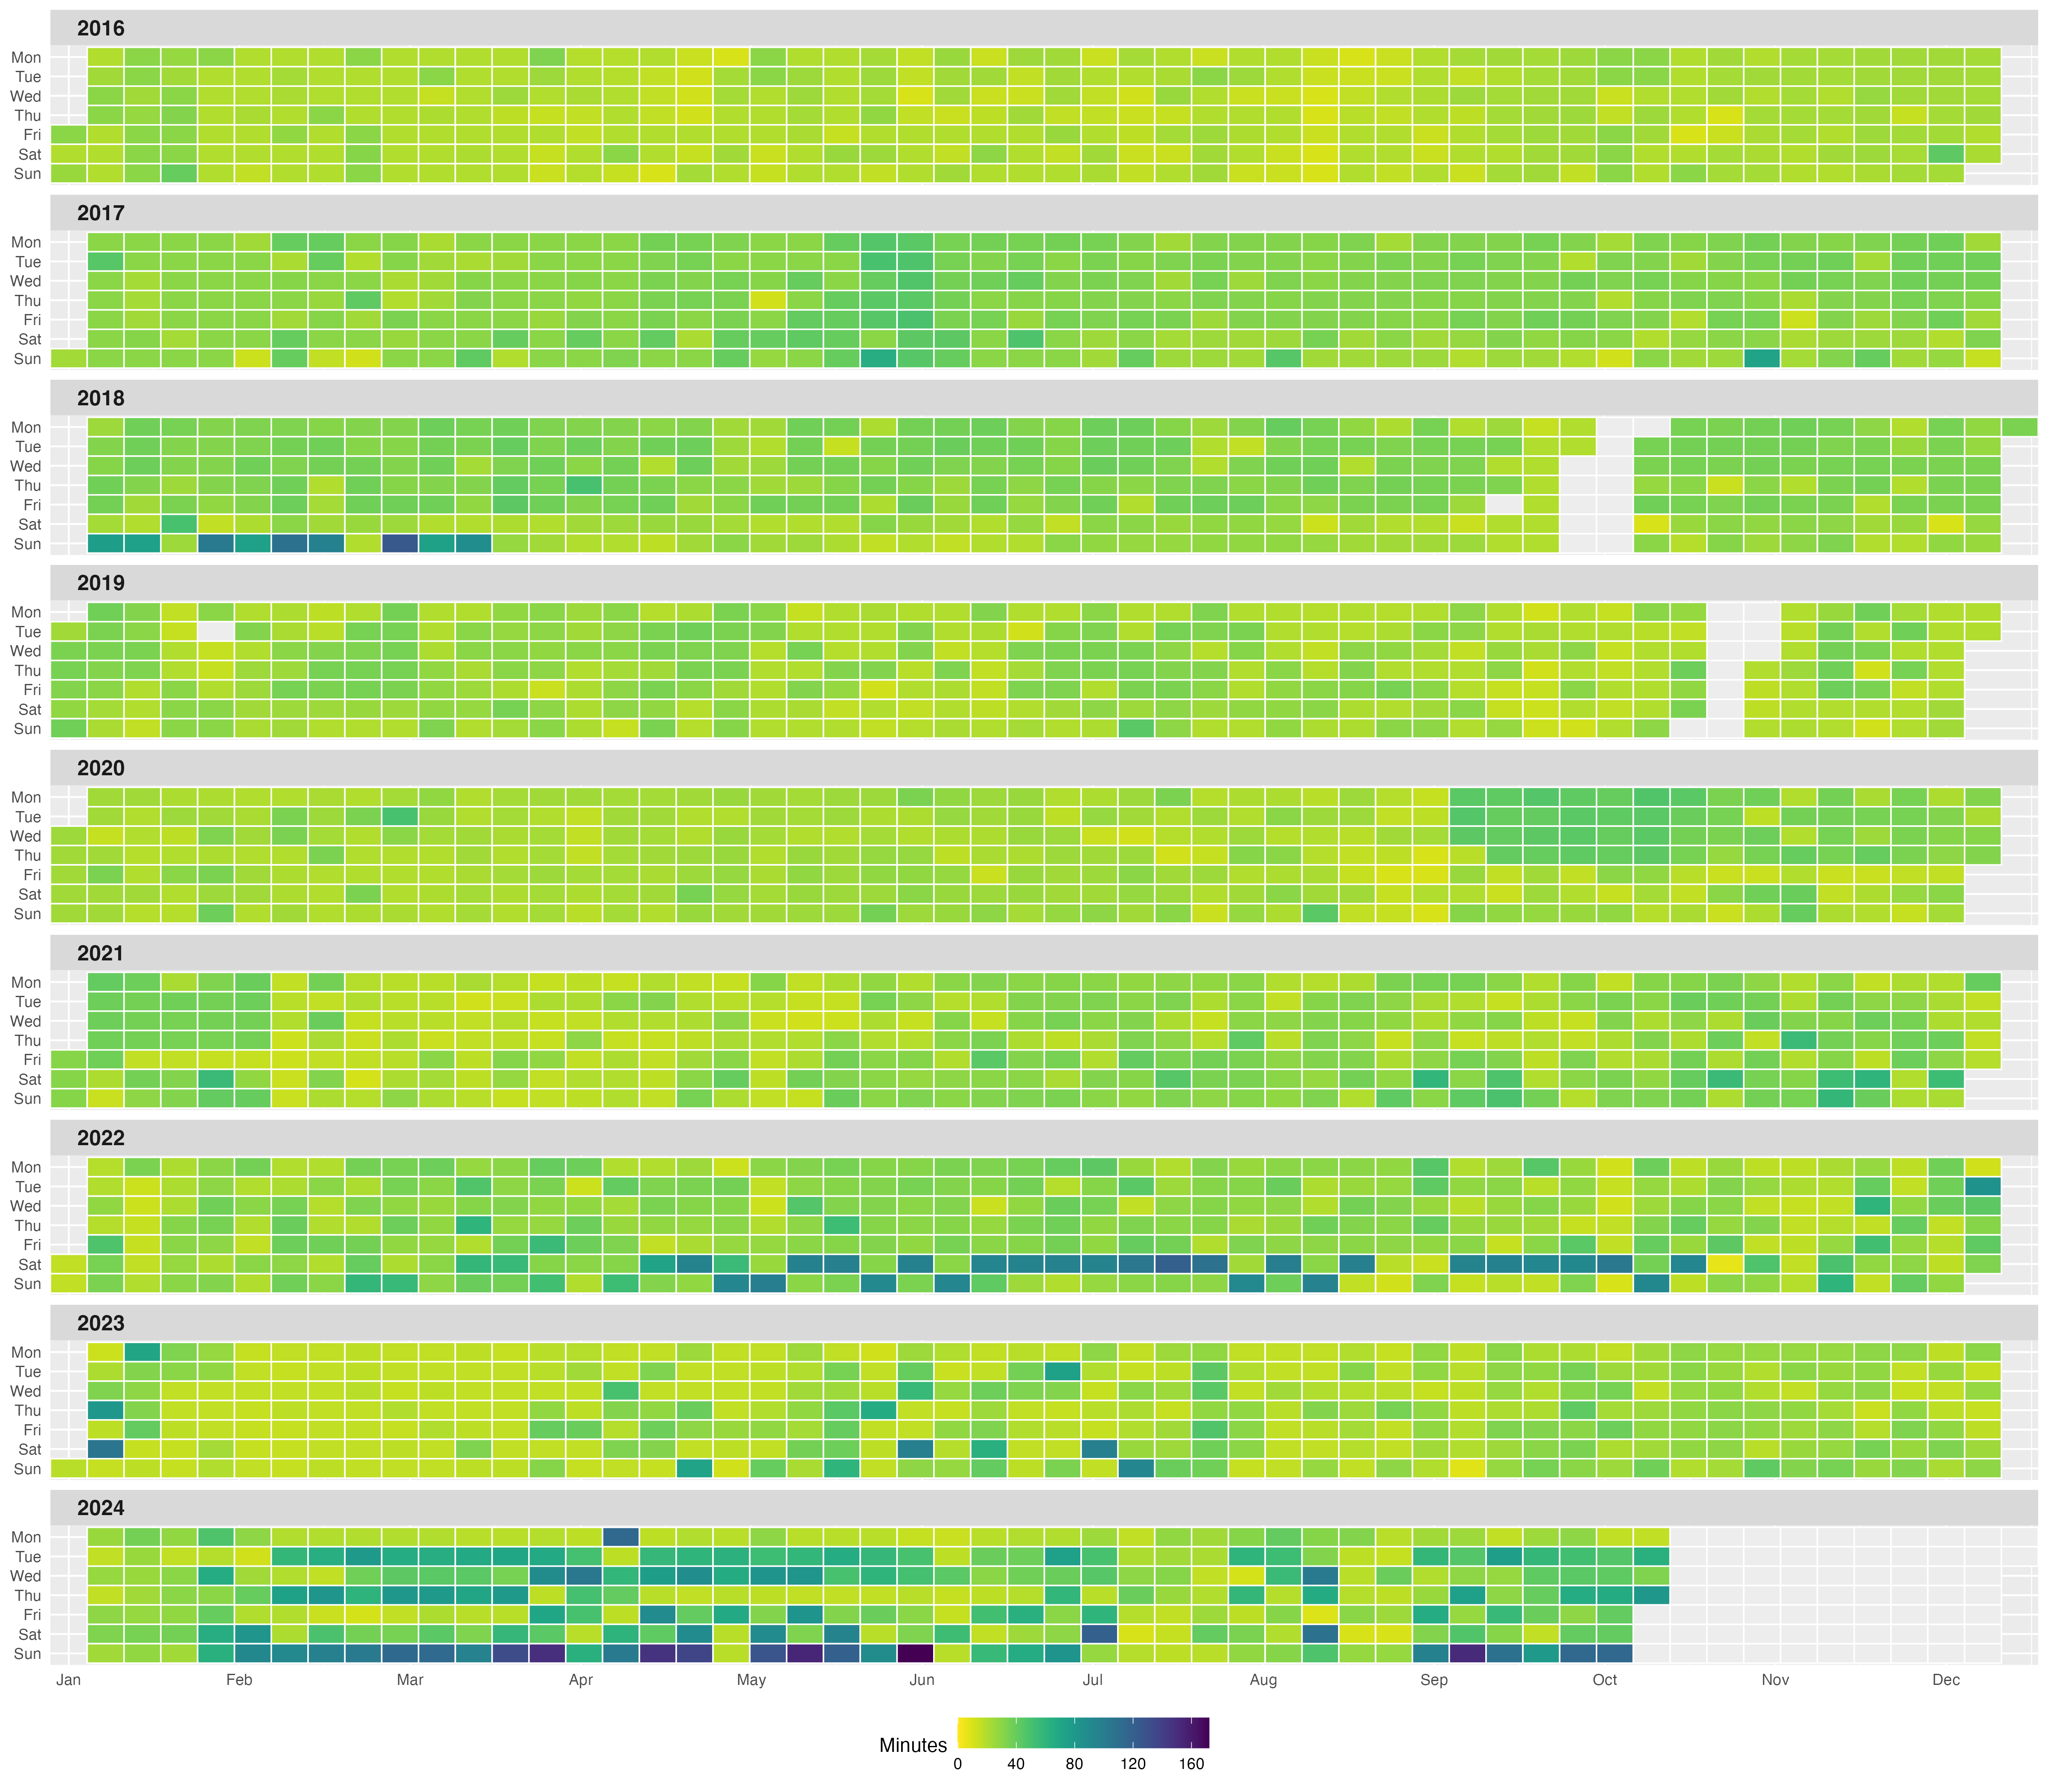 2016
Mon
Tue
Wed
Thu
Fri
Sat
Sun
2017
Mon
Tue
Wed
Thu
Fri
Sat
Sun
2018
Mon
Tue
Wed
Thu
Fri
Sat
Sun
2019
Mon
Tue
Wed
Thu
Fri
Sat
Sun
2020
Mon
Tue
Wed
Thu
Fri
Sat
Sun
2021
Mon
Tue
Wed
Thu
Fri
Sat
Sun
2022
Mon
Tue
Wed
Thu
Fri
Sat
Sun
2023
Mon
Tue
Wed
Thu
Fri
Sat
Sun
2024
Mon
Tue
Wed
Thu
Fri
Sat
Sun
Jan Feb Mar Apr May Jun Jul Aug Sep Oct Nov Dec
Minutes
0 40 80 120 160